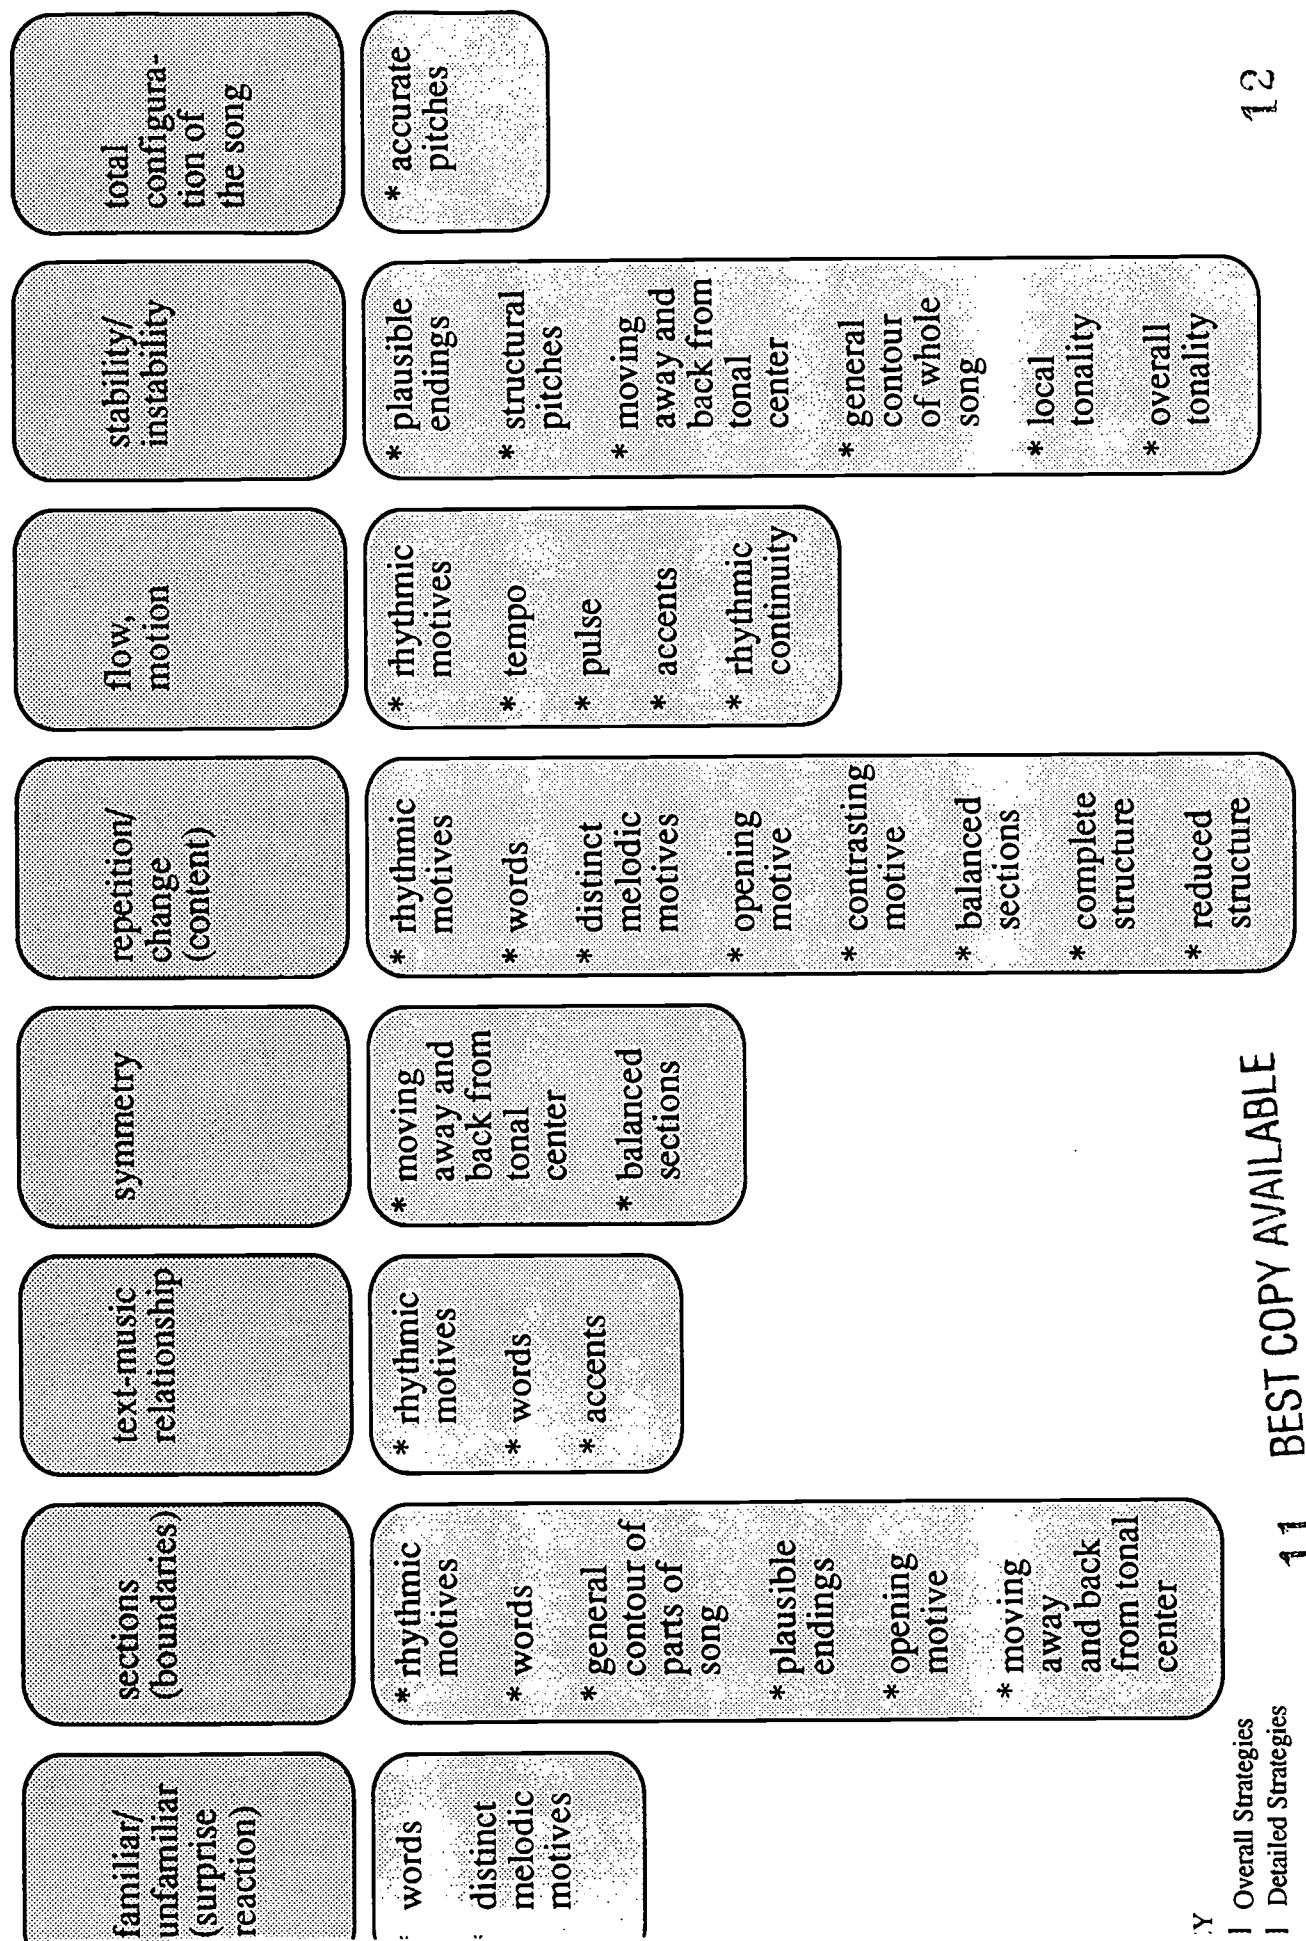 familiar/
unfamiliar
(surprise
reaction)
words
distinct
melodic
motives
sections
(boundaries)
* rhythmic
motives
* words
* general
contour of
parts of
song
* plausible
endings
* opening
motive
* moving
away
and back
from tonal
center
text-music
relationship
* rhythmic
motives
* words
* accents
symmetry
* moving
away and
back from
tonal
center
* balanced
sections
repetition/
change
(content)
* rhythmic
motives
* words
* distinct
melodic
motives
* opening
motive
* contrasting
motive
* balanced
sections
* complete
structure
* reduced
structure
flow,
motion
* rhythmic
motives
* tempo
* pulse
* accents
* rhythmic
continuity
stability/
instability
* plausible
endings
* structural
pitches
* moving
away and
back from
tonal
center
* general
contour
of whole
song
* local
tonality
* overall
tonality
total
configura-
tion of
the song
* accurate
pitches
Overall Strategies
Detailed Strategies
11
BEST COPY AVAILABLE
12